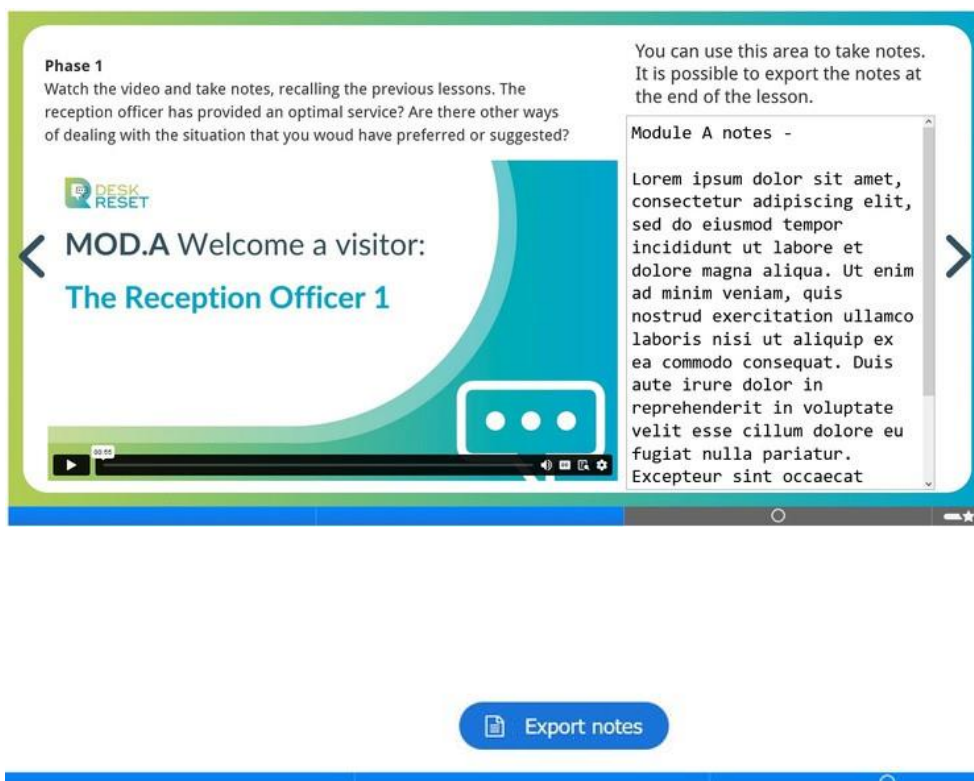 Phase 1
Watch the video and take notes, recalling the previous lessons. The
reception officer has provided an optimal service? Are there other ways
of dealing with the situation that you woud have preferred or suggested?
DESK
RESET
MOD.A Welcome a visitor:
The Reception Officer 1
00:55
You can use this area to take notes.
It is possible to export the notes at
the end of the lesson.
Module A notes -
Lorem ipsum dolor sit amet,
consectetur adipiscing elit,
sed do eiusmod tempor
incididunt ut labore et
dolore magna aliqua. Ut enim
ad minim veniam, quis
nostrud exercitation ullamco
laboris nisi ut aliquip ex
ea commodo consequat. Duis
aute irure dolor in
reprehenderit in voluptate
velit esse cillum dolore eu
fugiat nulla pariatur.
Excepteur sint occaecat
Export notes